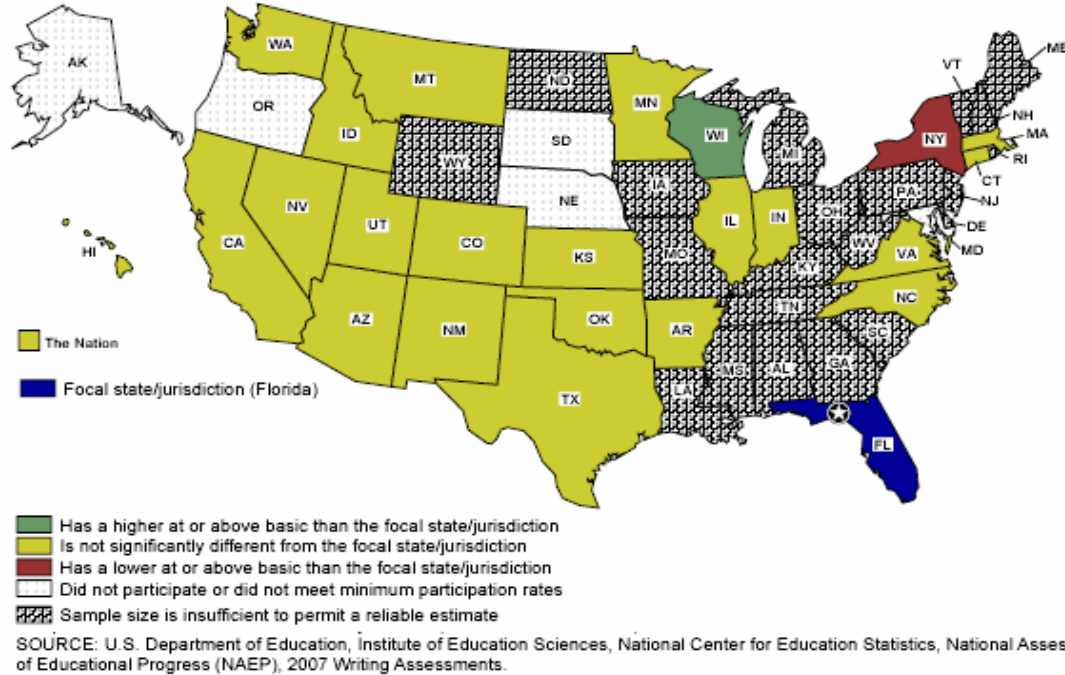 AK
WA
MT
ND
MN
VT
ME
OR
ID
SD
WI
NH
MA
NY
WY
MI
RI
IA
PA
CT
NE
NJ
NV
UT
IL
IN
OH
DE
CA
CO
MD
WV
HI
KS
MO
VA
KY
NC
AZ
NM
OK
AR
TN
SC
The Nation
MS
AL
GA
LA
TX
Focal state/jurisdiction (Florida)
FL
Has a higher at or above basic than the focal state/jurisdiction
Is not significantly different from the focal state/jurisdiction
Has a lower at or above basic than the focal state/jurisdiction
Did not participate or did not meet minimum participation rates
Sample size is insufficient to permit a reliable estimate
SOURCE: U.S. Department of Education, Institute of Education Sciences, National Center for Education Statistics, National Asses
of Educational Progress (NAEP), 2007 Writing Assessments.